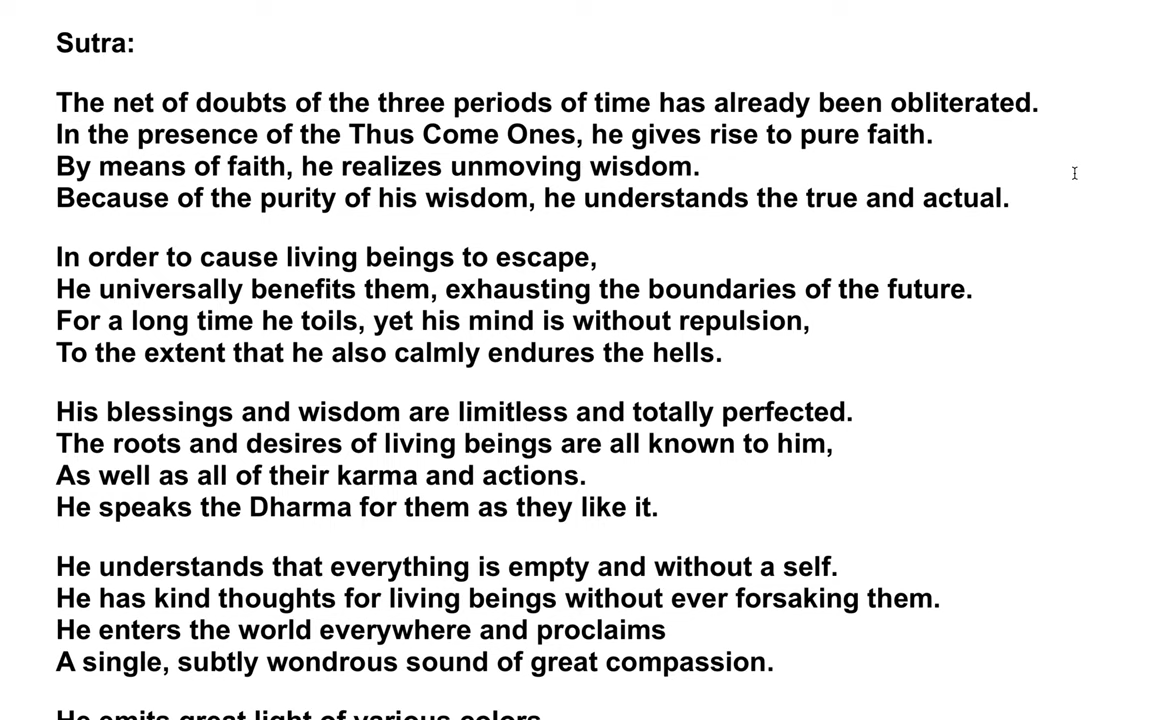 Sutra:
The net of doubts of the three periods of time has already been obliterated.
In the presence of the Thus Come Ones, he gives rise to pure faith.
By means of faith, he realizes unmoving wisdom.
Because of the purity of his wisdom, he understands the true and actual.
In order to cause living beings to escape,
He universally benefits them, exhausting the boundaries of the future.
For a long time he toils, yet his mind is without repulsion,
To the extent that he also calmly endures the hells.
His blessings and wisdom are limitless and totally perfected.
The roots and desires of living beings are all known to him,
As well as all of their karma and actions.
He speaks the Dharma for them as they like it.
He understands that everything is empty and without a self.
He has kind thoughts for living beings without ever forsaking them.
He enters the world everywhere and proclaims
A single, subtly wondrous sound of great compassion.
He emits great light of various colors